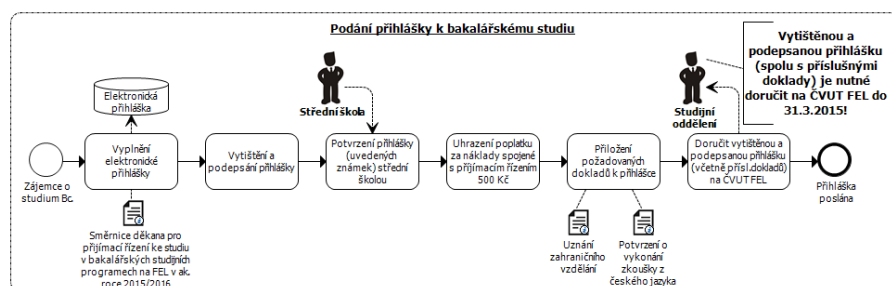 Podání přihlášky k bakalářskému studiu
Vytištěnou a
podepsanou přihlášku
(spolu s příslušnými
doklady) je nutné
doručit na ČVUT FEL do
31.3.2015!
Elektronická
přihláška
Střední škola
Studijní
oddělení
Zájemce o
studium Bc.
Vyplnění
elektronické
přihlášky
Vytištění a
podepsání přihlášky
Potvrzení přihlášky
(uvedených
známek) střední
školou
Uhrazení poplatku
za náklady spojené
s přijímacím řízením
500 Kč
Přiložení
požadovaných
dokladů k přihlášce
Doručit vytištěnou a
podepsanou přihlášku
(včetně přísl.dokladů)
na ČVUT FEL
Přihláška
poslána
Směrnice děkana pro
přijímací řízení ke studiu
v bakalářských studijních
programech na FEL v ak.
roce 2015/2016
Uznání
zahraničního
vzdělání
Potvrzení o
vykonání
zkoušky z
českého jazyka